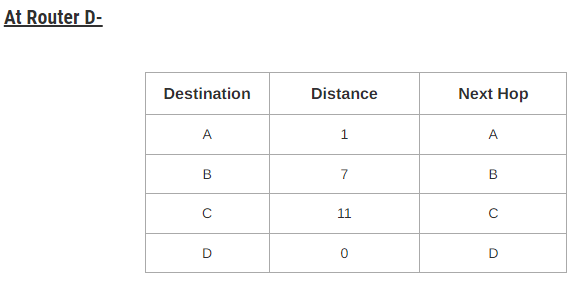 At Router D-
Destination Distance Next Hop
A 1 A
B 7 B
C 11 C
D 0 D